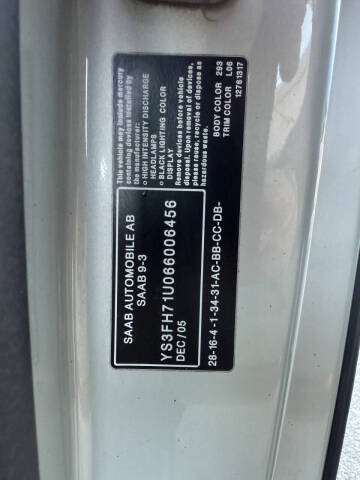 SAAB AUTOMOBILE AB
SAAB 9-3
This vehicle may include mercury
containing devices installed by
the manufacturer:
○ HIGH INTENSITY DISCHARGE
HEADLAMPS
○ BLACKLIGHTING COLOR
DISPLAY
Remove devices before vehicle
disposal. Upon removal of devices,
please reuse, recycle or dispose as
hazardous waste.
YS3FH71U066006456
DEC/05
28-16-4 -1-34-31-AC-BB-CC-DB-
BODY COLOR 293
TRIM COLOR L06
12761317